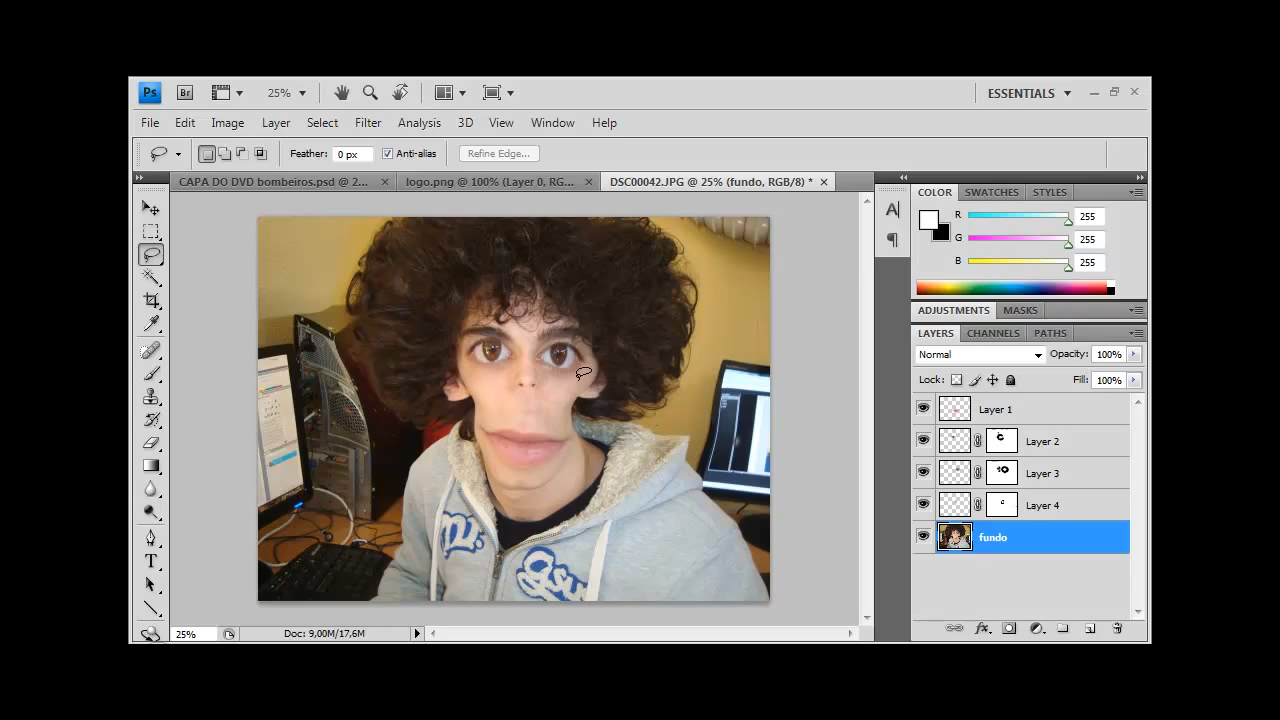 Ps Br 25% ESSENTIALS
File Edit Image Layer Select Filter Analysis 3D View Window Help
Feather: 0 px Anti-alias Refine Edge...
CAPA DO DVD bombeiros.psd @ 2... logo.png @ 100% (Layer 0, RG... DSC00042.JPG @ 25% (fundo, RGB/8) *
COLOR SWATCHES STYLES
R 255
G 255
B 255
ADJUSTMENTS MASKS
LAYERS CHANNELS PATHS
Normal Opacity: 100%
Lock: Fill: 100%
Layer 1
Layer 2
Layer 3
Layer 4
fundo
25% Doc: 9,00M/17,6M